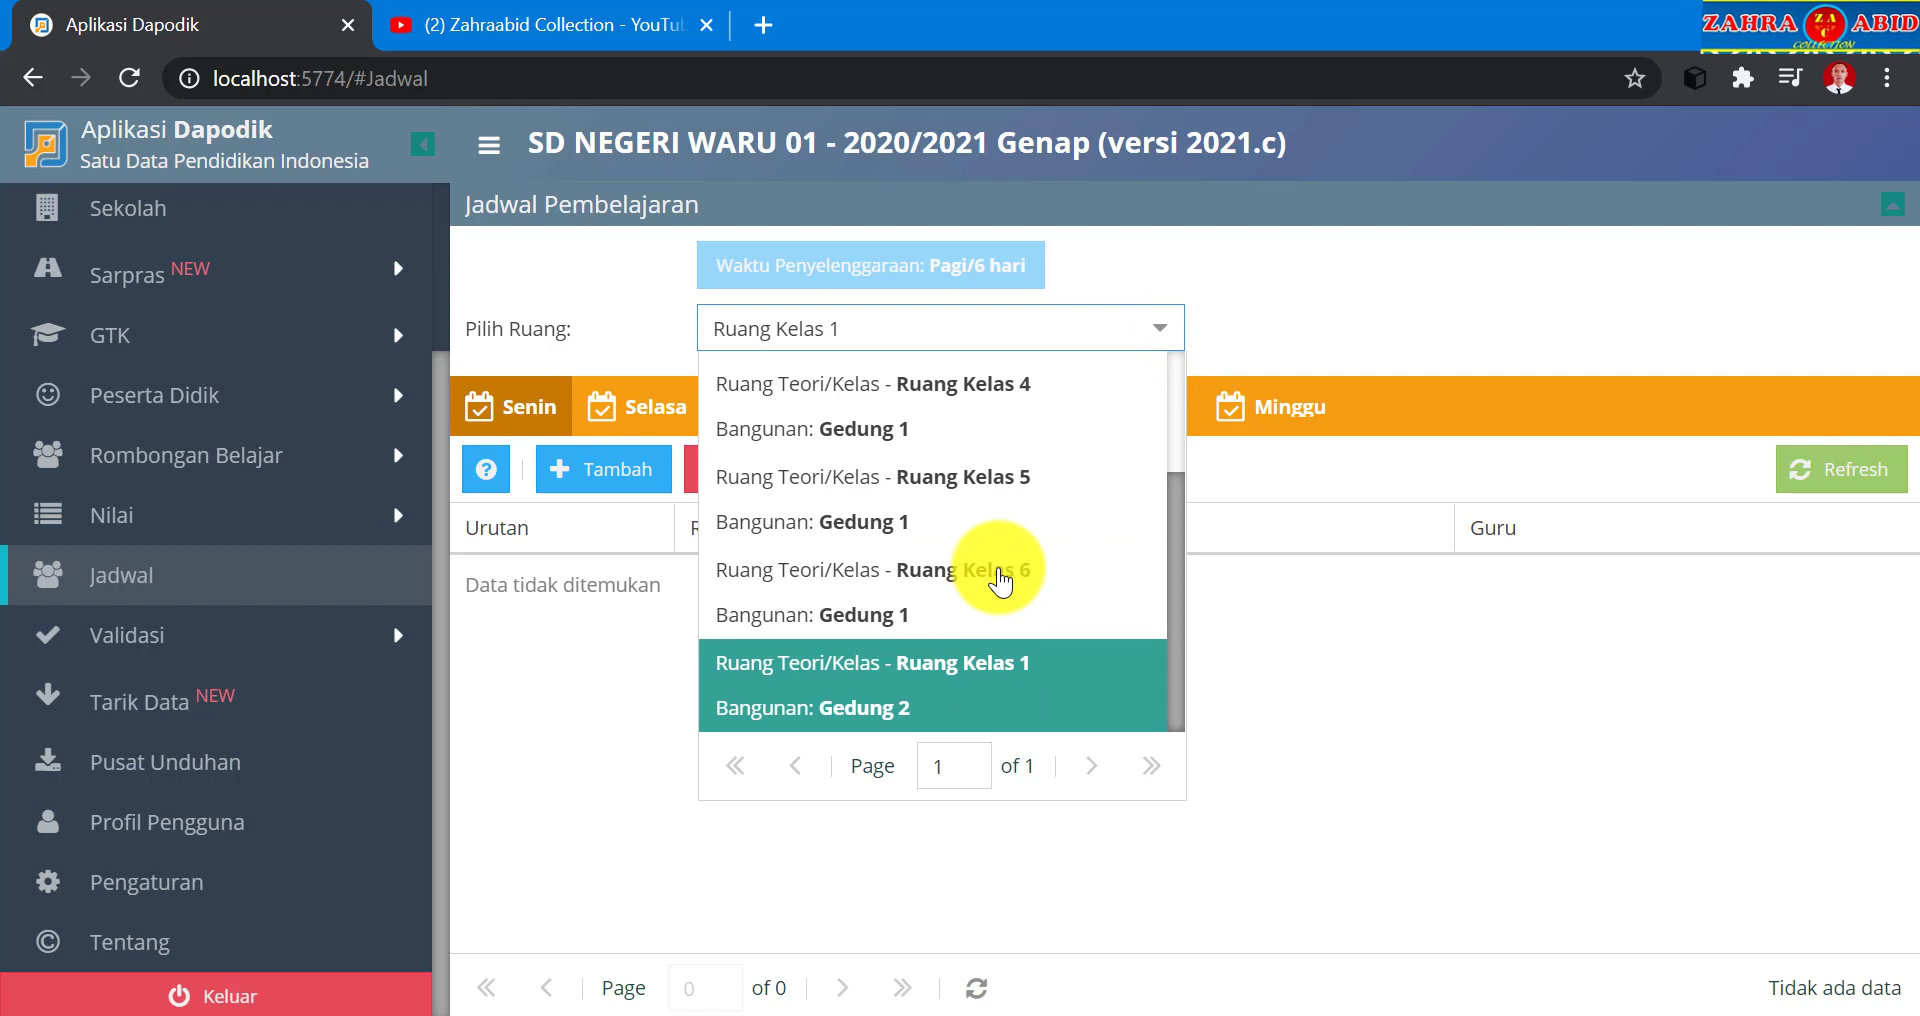 Aplikasi Dapodik
(2) Zahraabid Collection - YouTu
ZAHRA ZA C ABID
COLLECTION
localhost:5774/#Jadwal
Aplikasi Dapodik
Satu Data Pendidikan Indonesia
SD NEGERI WARU 01 - 2020/2021 Genap (versi 2021.c)
Jadwal Pembelajaran
Sekolah
Sarpras NEW
GTK
Peserta Didik
Rombongan Belajar
Nilai
Jadwal
Validasi
Tarik Data NEW
Pusat Unduhan
Profil Pengguna
Pengaturan
Tentang
Keluar
Waktu Penyelenggaraan: Pagi/6 hari
Pilih Ruang:
Ruang Kelas 1
Senin
Selasa
Minggu
Tambah
Refresh
Urutan
Guru
Data tidak ditemukan
Ruang Teori/Kelas - Ruang Kelas 4
Bangunan: Gedung 1
Ruang Teori/Kelas - Ruang Kelas 5
Bangunan: Gedung 1
Ruang Teori/Kelas - Ruang Kelas 6
Bangunan: Gedung 1
Ruang Teori/Kelas - Ruang Kelas 1
Bangunan: Gedung 2
Page 1 of 1
Page 0 of 0
Tidak ada data